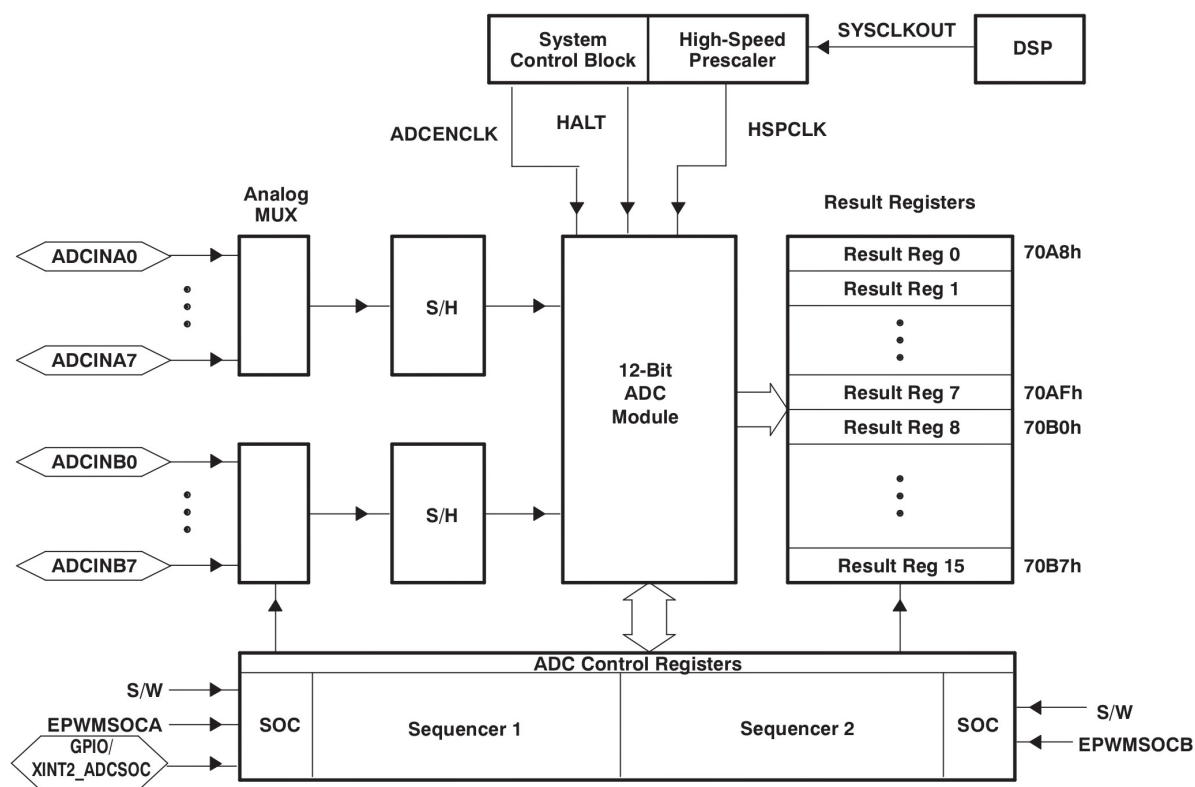 System
Control Block
High-Speed
Prescaler
SYSCLKOUT
DSP
ADCENCLK
HALT
HSPCLK
Analog
MUX
Result Registers
ADCINA0
ADCINA7
S/H
12-Bit
ADC
Module
Result Reg 0
70A8h
Result Reg 1
Result Reg 7
70AFh
Result Reg 8
70B0h
ADCINB0
ADCINB7
S/H
Result Reg 15
70B7h
ADC Control Registers
S/W
EPWMSOCA
GPIO/
XINT2_ADCSOC
SOC
Sequencer 1
Sequencer 2
SOC
S/W
EPWMSOCB